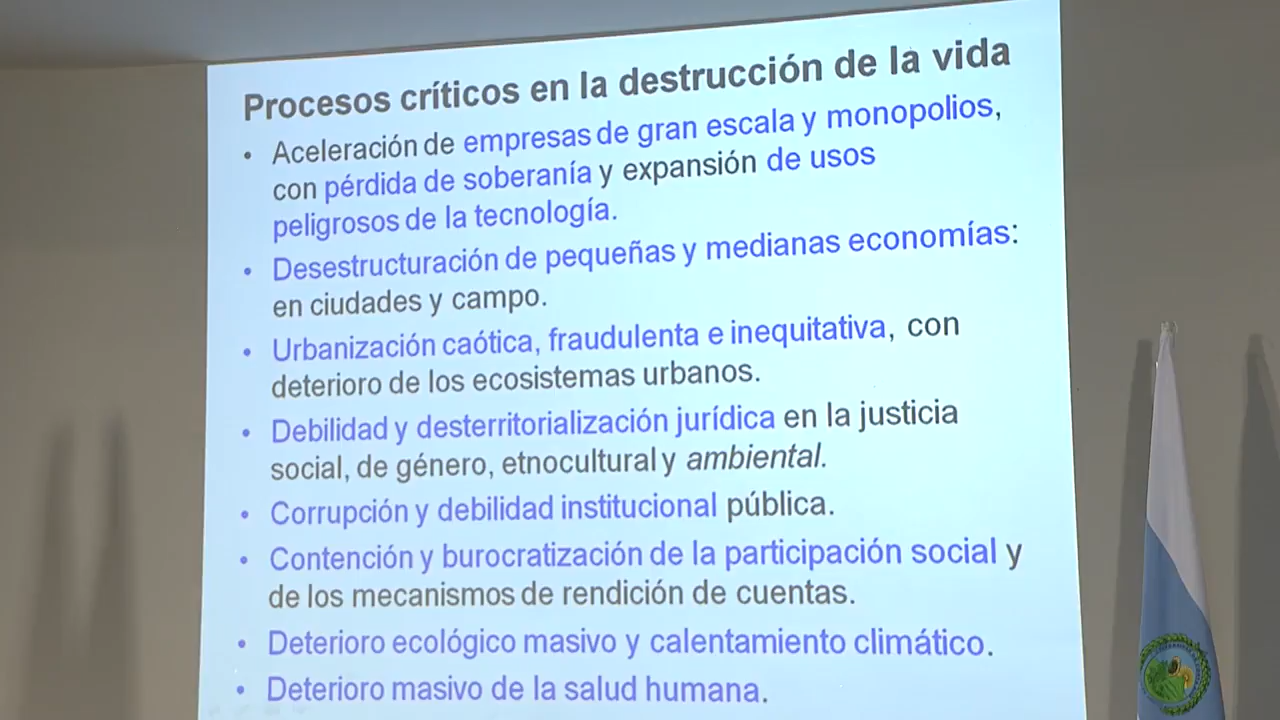 Procesos críticos en la destrucción de la vida
• Aceleración de empresas de gran escala y monopolios,
con pérdida de soberanía y expansión de usos
peligrosos de la tecnología.
• Desestructuración de pequeñas y medianas economías:
en ciudades y campo.
• Urbanización caótica, fraudulenta e inequitativa, con
deterioro de los ecosistemas urbanos.
• Debilidad y desterritorialización jurídica en la justicia
social, de género, etnocultural y ambiental.
• Corrupción y debilidad institucional pública.
• Contención y burocratización de la participación social y
de los mecanismos de rendición de cuentas.
• Deterioro ecológico masivo y calentamiento climático.
• Deterioro masivo de la salud humana.